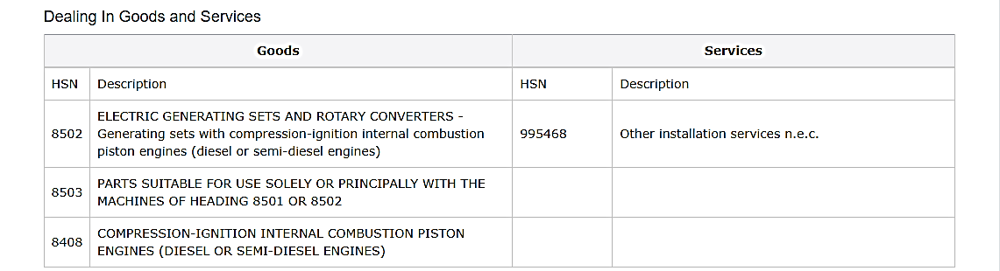 Dealing In Goods and Services
Goods Services
HSN Description HSN Description
ELECTRIC GENERATING SETS AND ROTARY CONVERTERS -
8502 Generating sets with compression-ignition internal combustion 995468 Other installation services n.e.c.
piston engines (diesel or semi-diesel engines)
PARTS SUITABLE FOR USE SOLELY OR PRINCIPALLY WITH THE
8503
MACHINES OF HEADING 8501 OR 8502
COMPRESSION-IGNITION INTERNAL COMBUSTION PISTON
8408
ENGINES (DIESEL OR SEMI-DIESEL ENGINES)